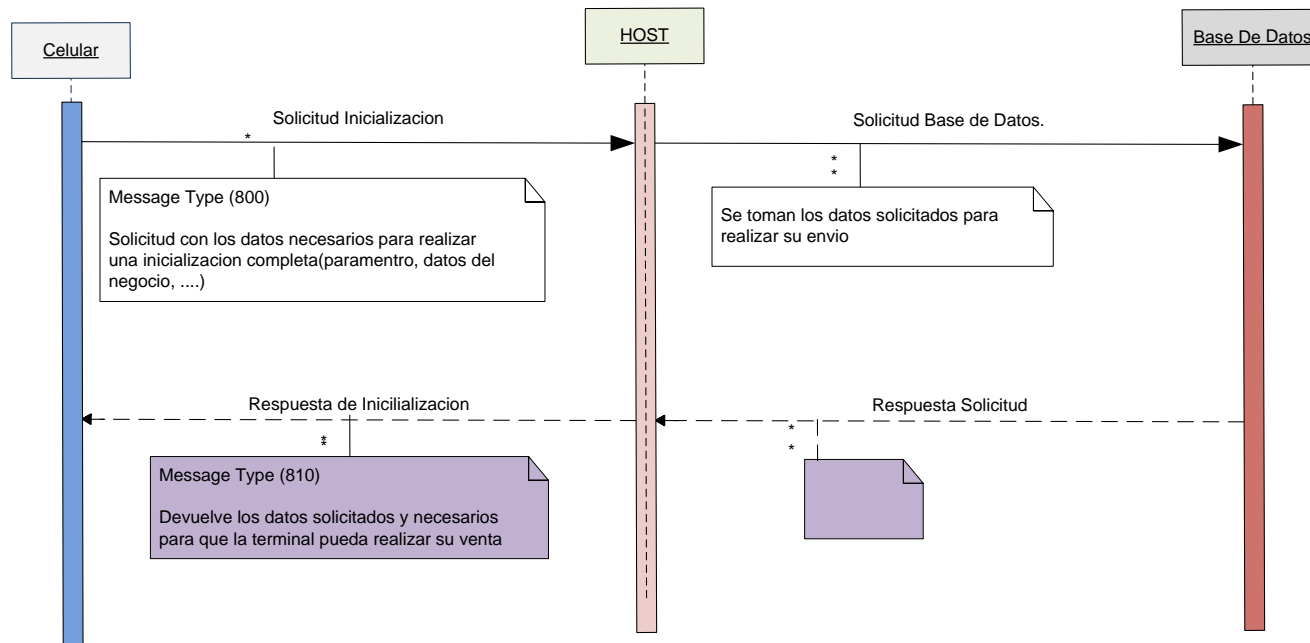 Celular
HOST
Base De Datos
Solicitud Inicializacion
*
Solicitud Base de Datos.
*
*
Message Type (800)
Solicitud con los datos necesarios para realizar
una inicializacion completa(paramentro, datos del
negocio, ....)
Se toman los datos solicitados para
realizar su envio
Respuesta de Inicilialización
**
Respuesta Solicitud
*
*
Message Type (810)
Devuelve los datos solicitados y necesarios
para que la terminal pueda realizar su venta